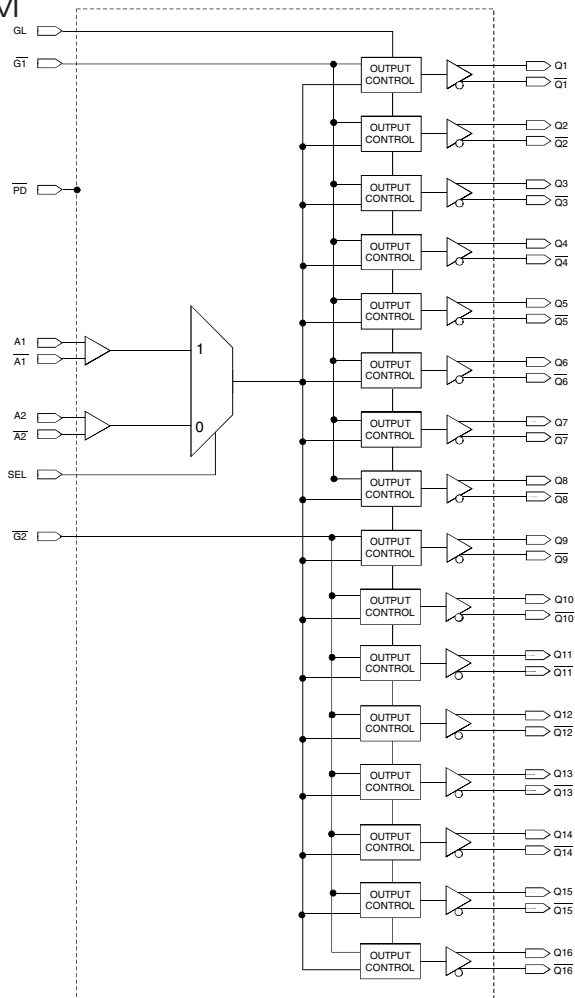 GL
G1
PD
A1
A1
1
A2
A2
0
SEL
G2
OUTPUT
CONTROL
Q1
Q1
OUTPUT
CONTROL
Q2
Q2
OUTPUT
CONTROL
Q3
Q3
OUTPUT
CONTROL
Q4
Q4
OUTPUT
CONTROL
Q5
Q5
OUTPUT
CONTROL
Q6
Q6
OUTPUT
CONTROL
Q7
Q7
OUTPUT
CONTROL
Q8
Q8
OUTPUT
CONTROL
Q9
Q9
OUTPUT
CONTROL
Q10
Q10
OUTPUT
CONTROL
Q11
Q11
OUTPUT
CONTROL
Q12
Q12
OUTPUT
CONTROL
Q13
Q13
OUTPUT
CONTROL
Q14
Q14
OUTPUT
CONTROL
Q15
Q15
OUTPUT
CONTROL
Q16
Q16